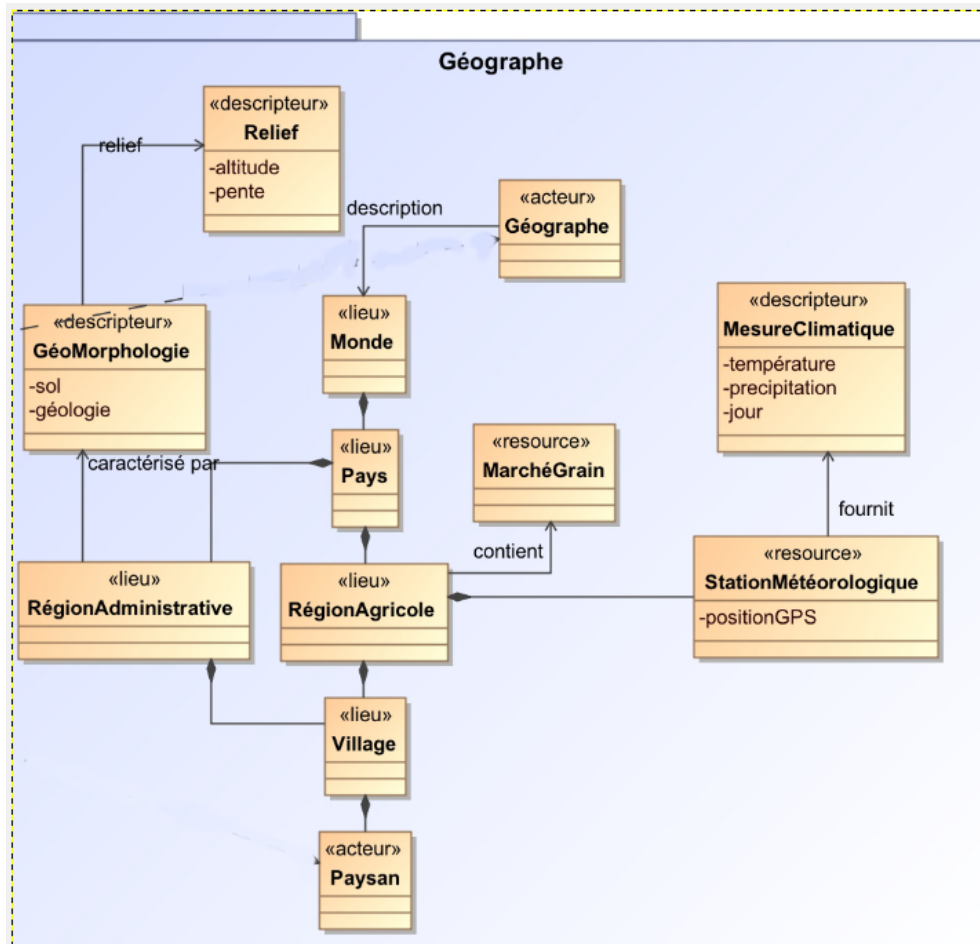 Géographe
«descripteur»
Relief
-altitude
-pente
relief
«acteur»
Géographe
description
«lieu»
Monde
«descripteur»
GéoMorphologie
-sol
-géologie
«descripteur»
MesureClimatique
-température
-precipitation
-jour
«lieu»
Pays
caractérisé par
«resource»
MarchéGrain
contient
fournit
«lieu»
RégionAdministrative
«lieu»
RégionAgricole
«resource»
StationMétéorologique
-positionGPS
«lieu»
Village
«acteur»
Paysan